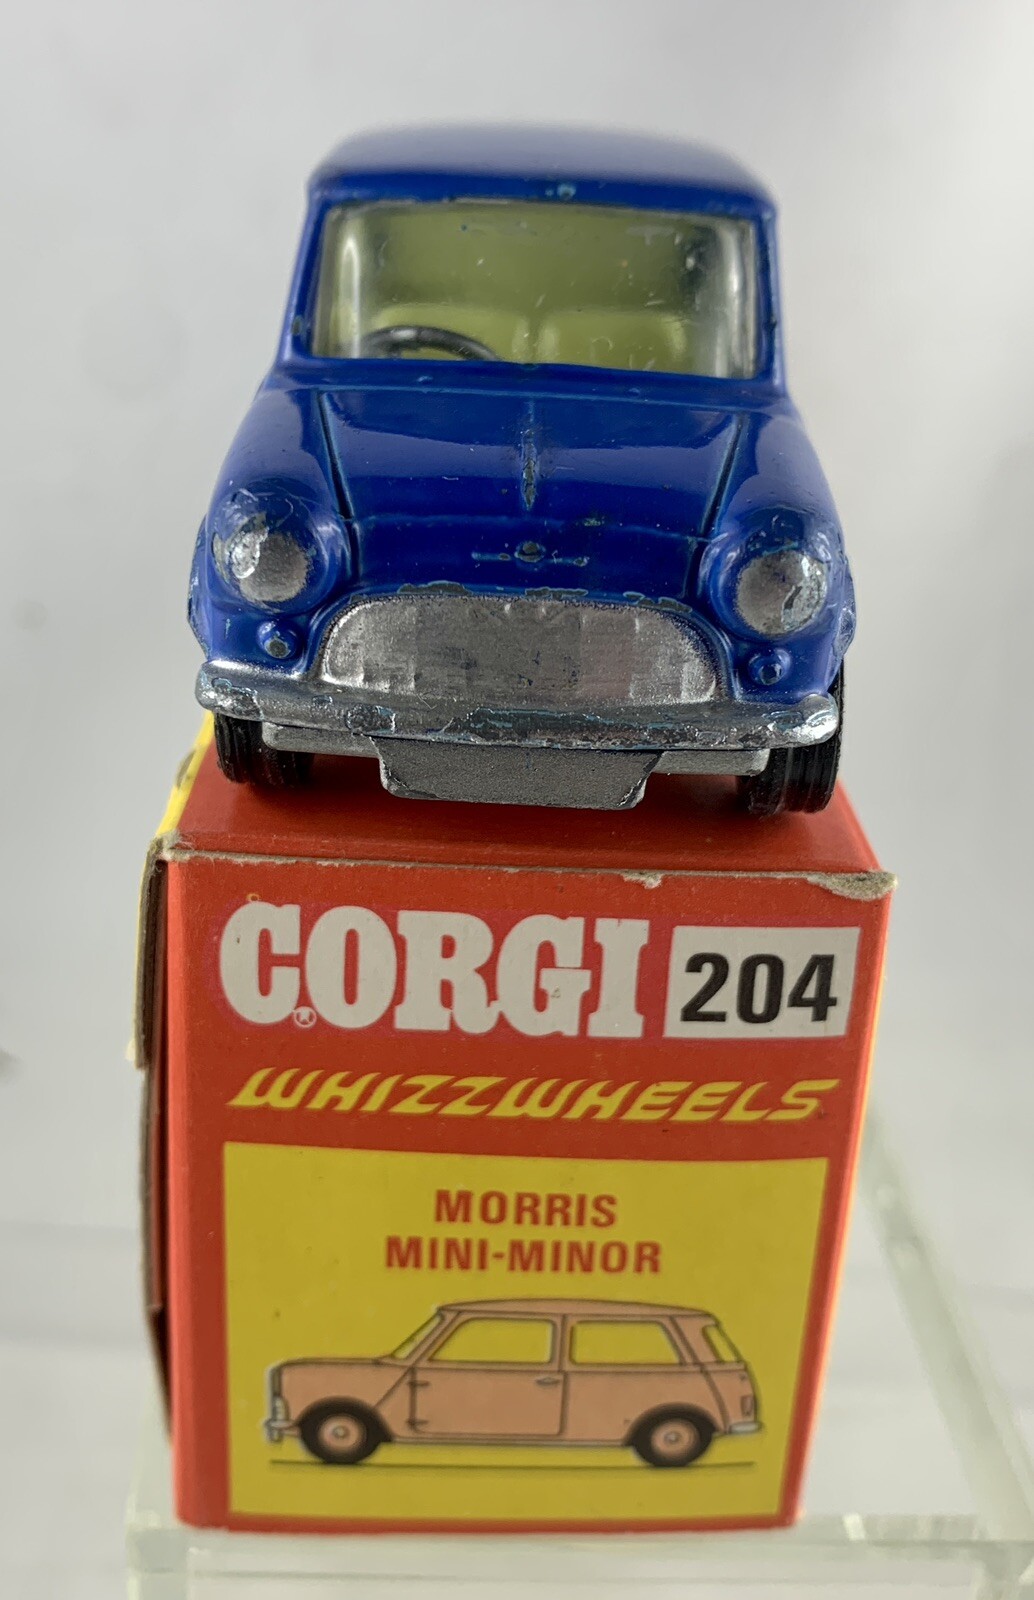 CORGI® 204
WHIZZWHEELS
MORRIS
MINI-MINOR